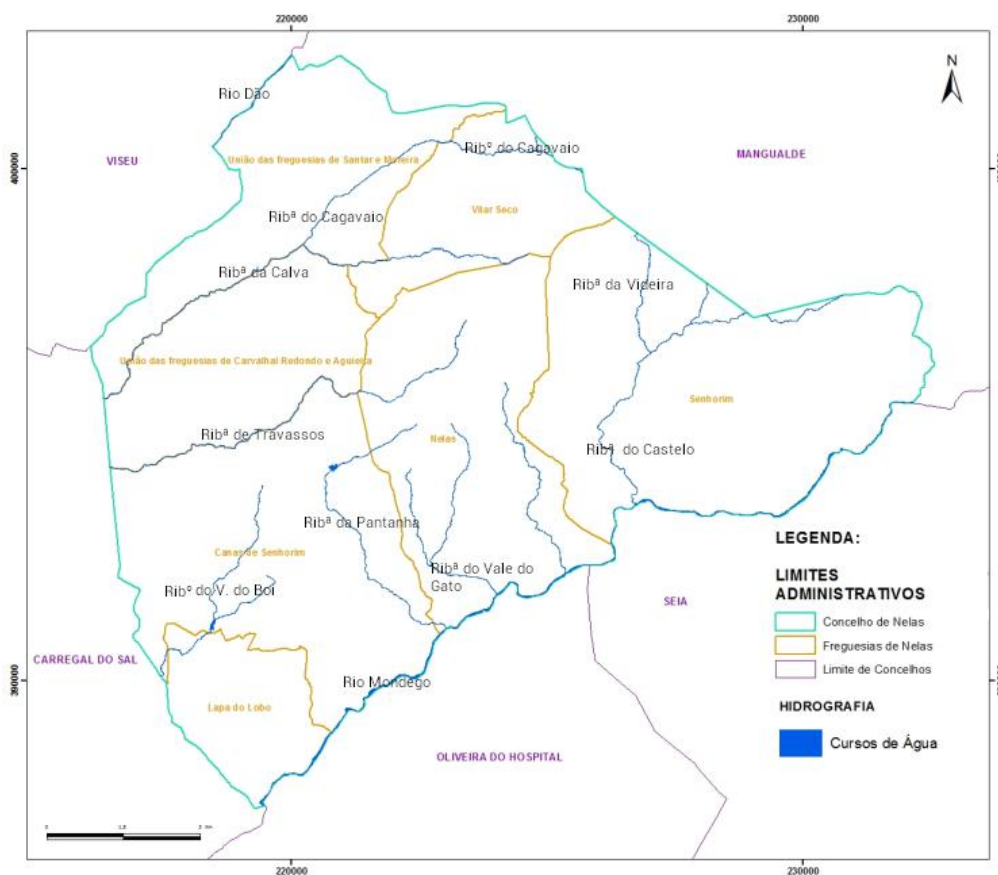 220000
230000
N
Rio Dão
VISEU
400000
União das freguesias de Santar e Moreira
Ribº do Cagavaio
MANGUALDE
Ribª do Cagavaio
Vilar Seco
Ribª da Calva
Ribª da Videira
União das freguesias de Carvalhal Redondo e Aguieira
Senhorim
Ribª de Travassos
Nelas
Ribª do Castelo
Ribª da Pantanha
Canas de Senhorim
Ribº do V. do Boi
Ribª do Vale do
Gato
SEIA
CARREGAL DO SAL
390000
Rio Mondego
Lapa do Lobo
OLIVEIRA DO HOSPITAL
LEGENDA:
LIMITES
ADMINISTRATIVOS
Concelho de Nelas
Freguesias de Nelas
Limite de Concelhos
HIDROGRAFIA
Cursos de Água
0
220000
230000